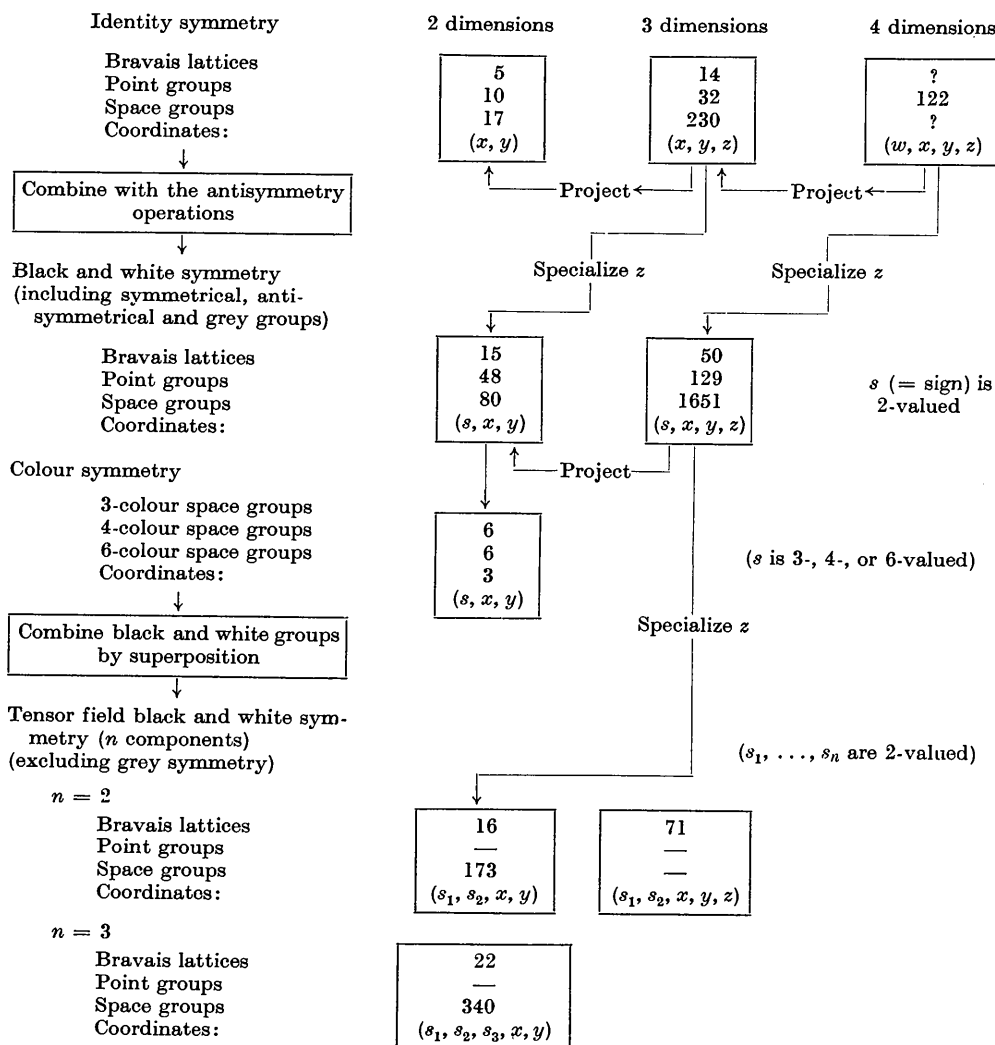 Identity symmetry 2 dimensions 3 dimensions 4 dimensions
Bravais lattices 5 14 ?
Point groups 10 32 122
Space groups 17 230 ?
Coordinates: (x, y) (x, y, z) (w, x, y, z)
Project Project
Combine with the antisymmetry
operations
Specialize z Specialize z
Black and white symmetry
(including symmetrical, anti-
symmetrical and grey groups)
Bravais lattices 15 50
Point groups 48 129 s (= sign) is
Space groups 80 1651 2-valued
Coordinates: (s, x, y) (s, x, y, z)
Project
Colour symmetry
3-colour space groups 6
4-colour space groups 6
6-colour space groups 3 (s is 3-, 4-, or 6-valued)
Coordinates: (s, x, y)
Combine black and white groups
by superposition
Specialize z
Tensor field black and white sym-
metry (n components)
(excluding grey symmetry) (s₁, ..., sₙ are 2-valued)
n = 2
Bravais lattices 16 71
Point groups — —
Space groups 173 —
Coordinates: (s₁, s₂, x, y) (s₁, s₂, x, y, z)
n = 3
Bravais lattices 22
Point groups —
Space groups 340
Coordinates: (s₁, s₂, s₃, x, y)